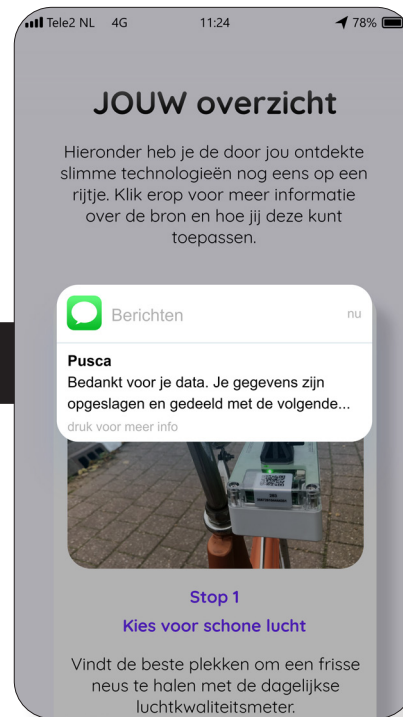 Tele2 NL 4G 11:24 78%
JOUW overzicht
Hieronder heb je de door jou ontdekte
slimme technologieën nog eens op een
rijtje. Klik erop voor meer informatie
over de bron en hoe jij deze kunt
toepassen.
Berichten nu
Pusca
Bedankt voor je data. Je gegevens zijn
opgeslagen en gedeeld met de volgende...
druk voor meer info
Stop 1
Kies voor schone lucht
Vindt de beste plekken om een frisse
neus te halen met de dagelijkse
luchtkwaliteitsmeter.